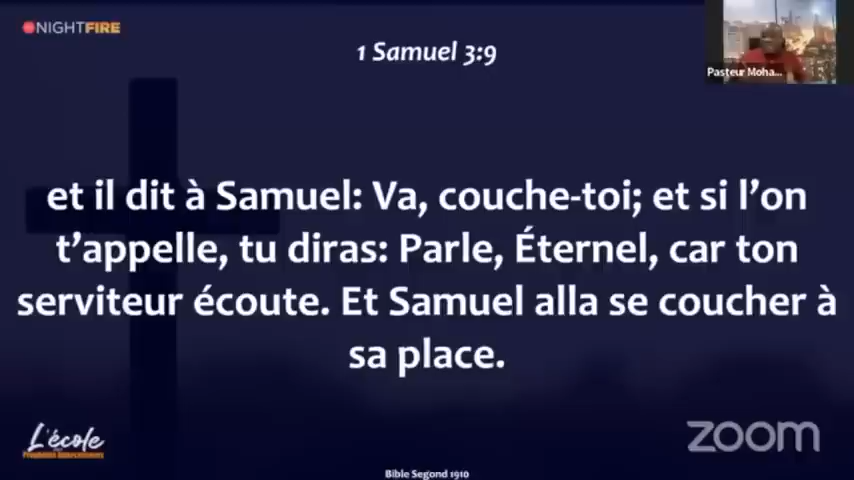 NIGHTFIRE
1 Samuel 3:9
Pasteur Moha...
et il dit à Samuel: Va, couche-toi; et si l’on
t’appelle, tu diras: Parle, Éternel, car ton
serviteur écoute. Et Samuel alla se coucher à
sa place.
L'école
zoom
Bible Segond 1910